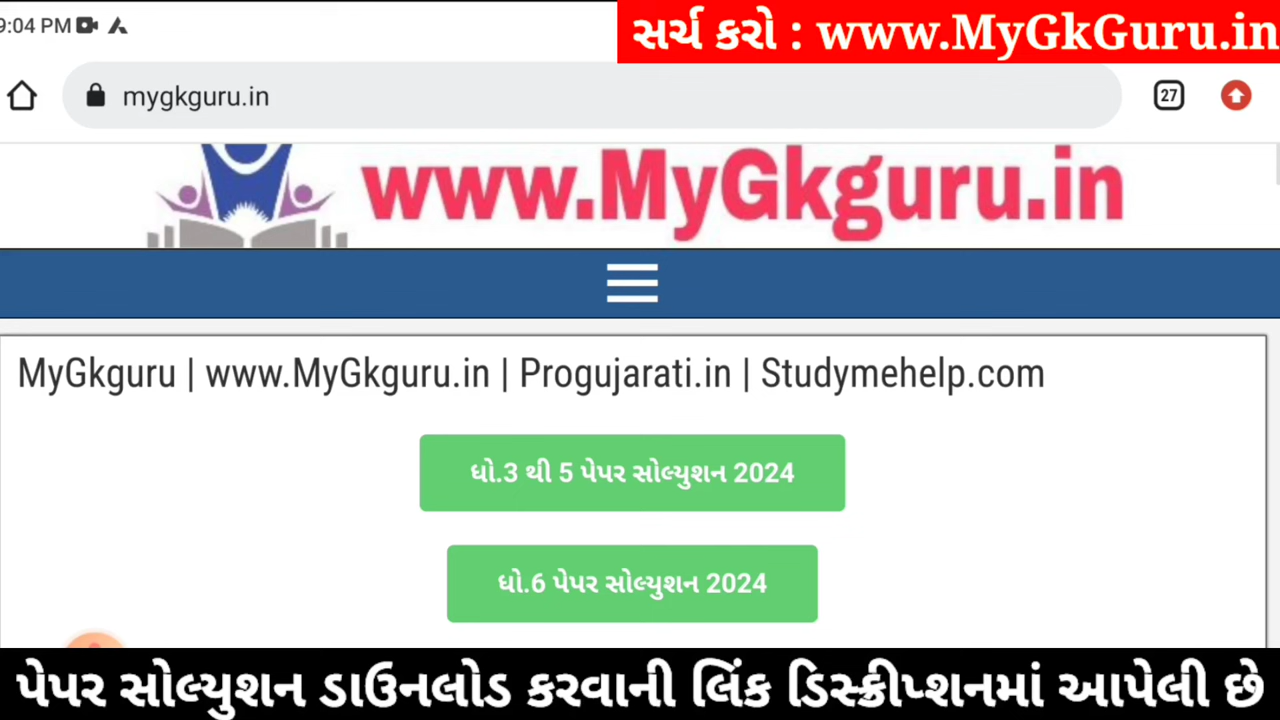 9:04 PM
સર્ચ કરો : www.MyGkGuru.in
mygkguru.in
27
www.MyGkguru.in
MyGkguru | www.MyGkguru.in | Progujarati.in | Studymehelp.com
ધો.3 થી 5 પેપર સોલ્યુશન 2024
ધો.6 પેપર સોલ્યુશન 2024
પેપર સોલ્યુશન ડાઉનલોડ કરવાની લિંક ડિસ્ક્રીપ્શનમાં આપેલી છે